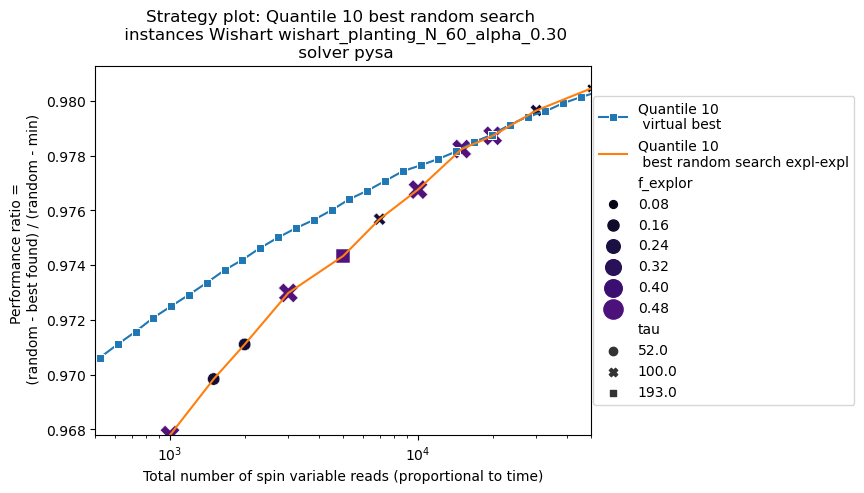 Strategy plot: Quantile 10 best random search
instances Wishart wishart_planting_N_60_alpha_0.30
solver pysa
Performance ratio =
(random - best found) / (random - min)
0.980
0.978
0.976
0.974
0.972
0.970
0.968
10^3
10^4
Total number of spin variable reads (proportional to time)
Quantile 10
virtual best
Quantile 10
best random search expl-expl
f_explor
0.08
0.16
0.24
0.32
0.40
0.48
tau
52.0
100.0
193.0